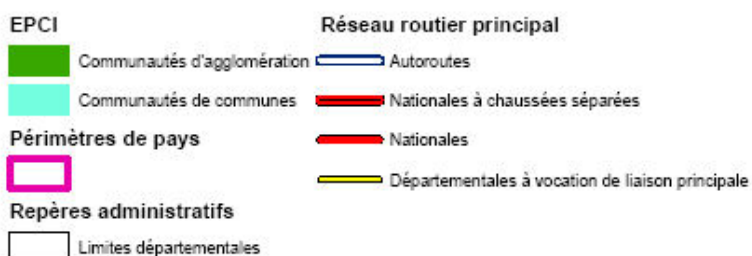 EPCI
Communautés d'agglomération
Communautés de communes
Périmètres de pays
Repères administratifs
Limites départementales
Réseau routier principal
Autoroutes
Nationales à chaussées séparées
Nationales
Départementales à vocation de liaison principale